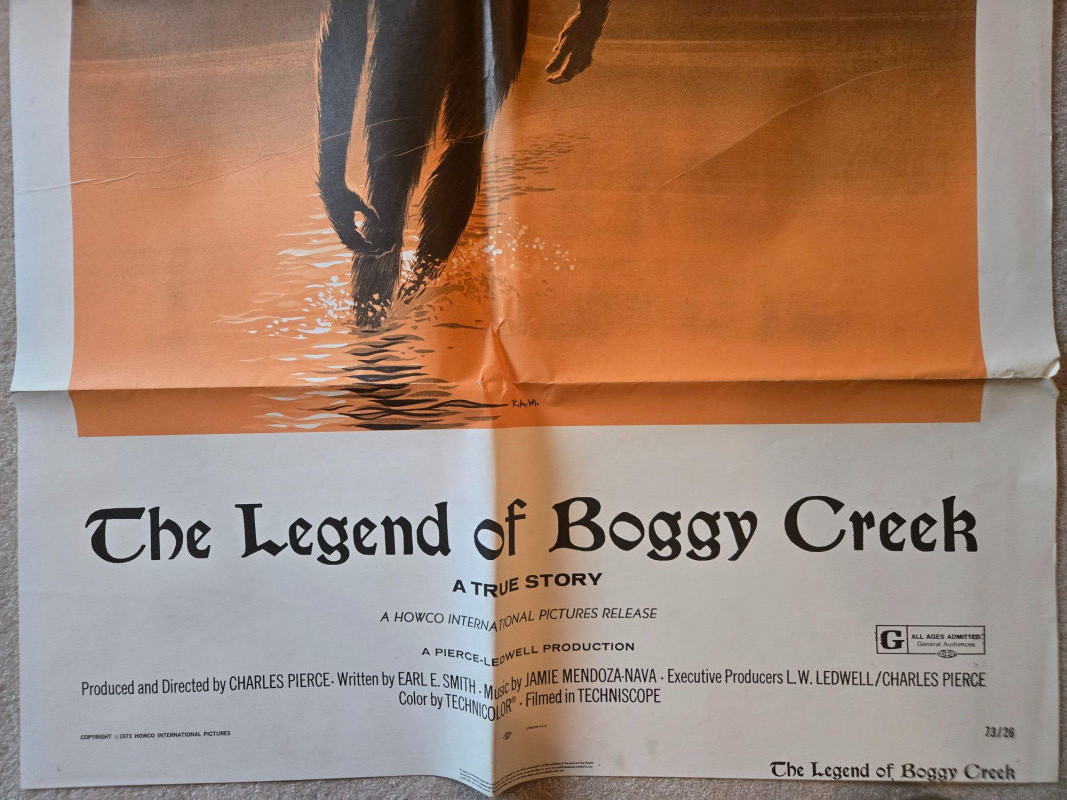 K.A.M.
The Legend of Boggy Creek
A TRUE STORY
A HOWCO INTERNATIONAL PICTURES RELEASE
G ALL AGES ADMITTED
General Audiences
A PIERCE-LEDWELL PRODUCTION
Produced and Directed by CHARLES PIERCE · Written by EARL E. SMITH · Music by JAMIE MENDOZA-NAVA · Executive Producers L.W. LEDWELL/CHARLES PIERCE
Color by TECHNICOLOR® · Filmed in TECHNISCOPE
COPYRIGHT ©1973 HOWCO INTERNATIONAL PICTURES
73/26
The Legend of Boggy Creek